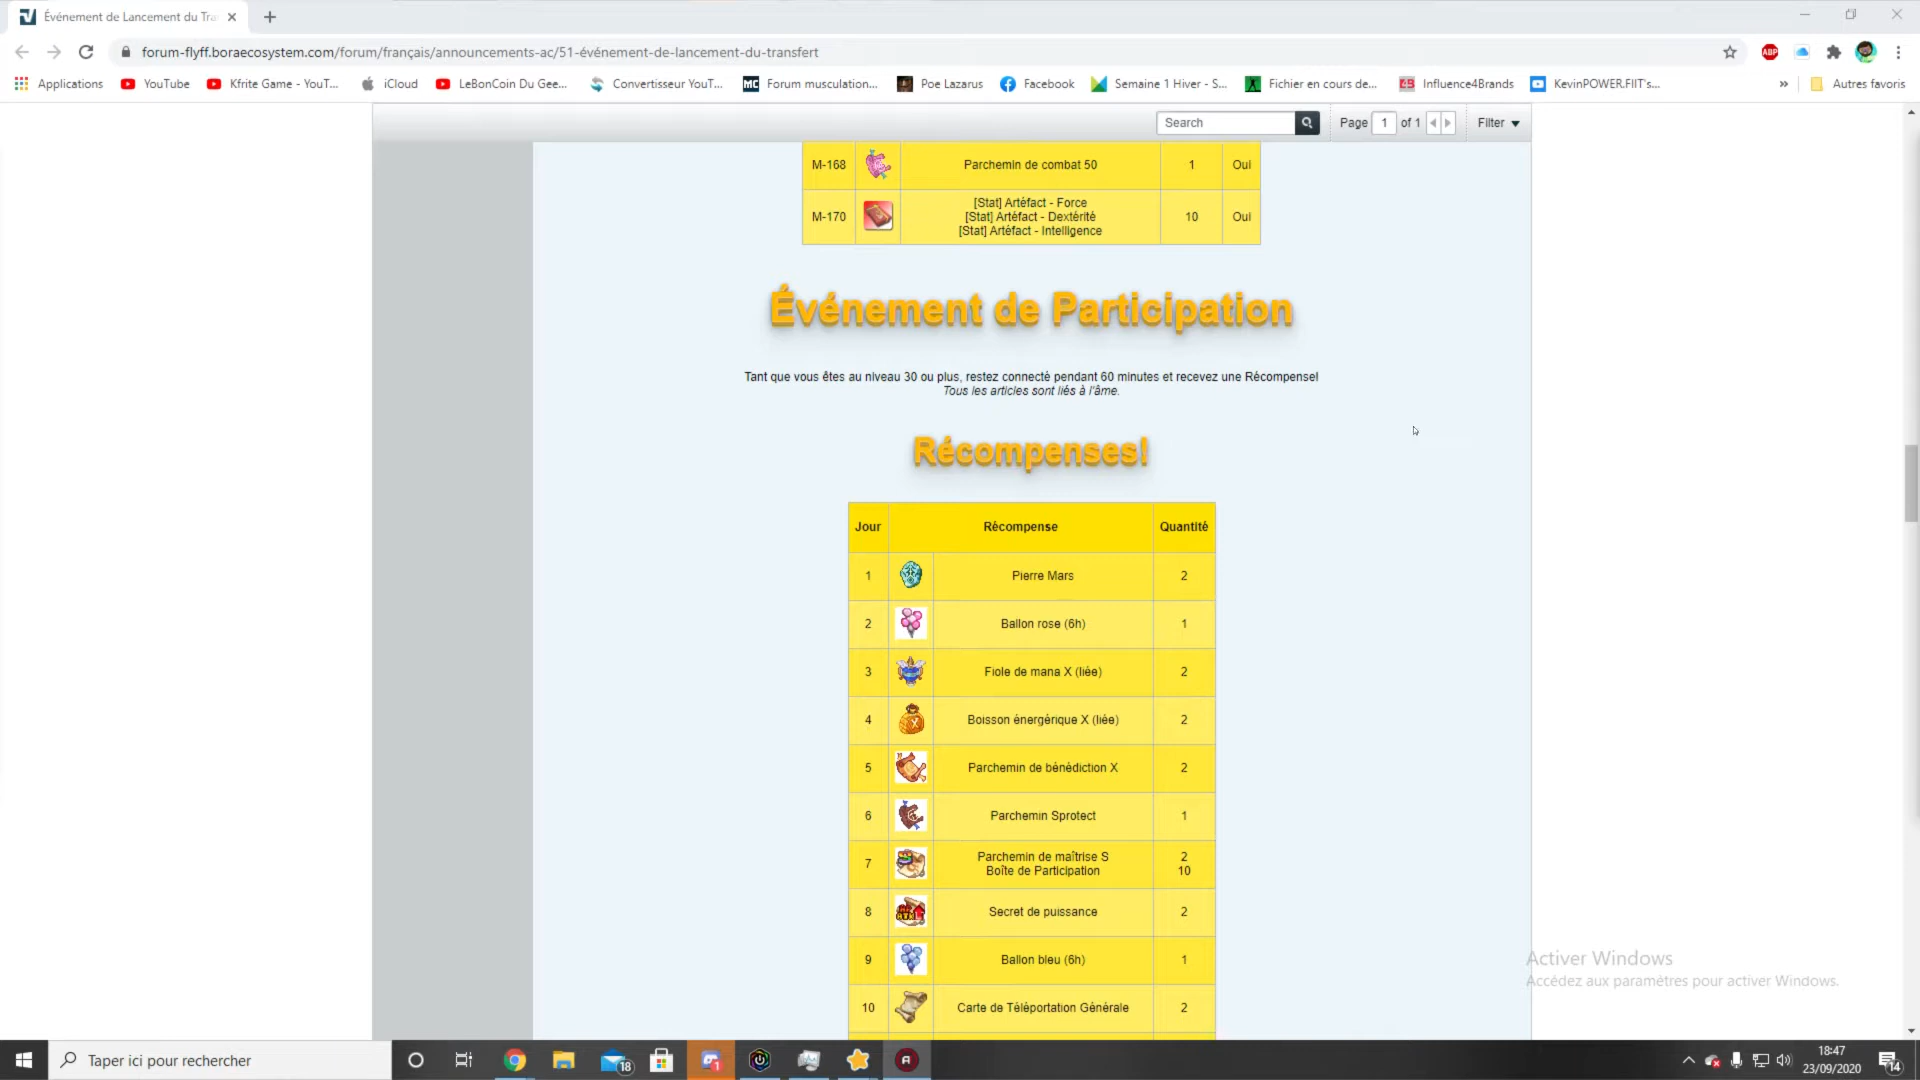 Événement de Lancement du Tra
forum-flyff.boraecosystem.com/forum/français/announcements-ac/51-événement-de-lancement-du-transfert
ABP
Applications
YouTube
Kfrite Game - YouT...
iCloud
LeBonCoin Du Gee...
Convertisseur YouT...
MC Forum musculation...
Poe Lazarus
Facebook
Semaine 1 Hiver - S...
Fichier en cours de...
Influence4Brands
KevinPOWER.FIIT's...
»
Autres favoris
Search
Page 1 of 1
Filter
M-168 Parchemin de combat 50 1 Oui
[Stat] Artéfact - Force
M-170 [Stat] Artéfact - Dextérité 10 Oui
[Stat] Artéfact - Intelligence
Événement de Participation
Tant que vous êtes au niveau 30 ou plus, restez connecté pendant 60 minutes et recevez une Récompense!
Tous les articles sont liés à l'âme.
Récompenses!
Jour Récompense Quantité
1 Pierre Mars 2
2 Ballon rose (6h) 1
3 Fiole de mana X (liée) 2
4 Boisson énergérique X (liée) 2
5 Parchemin de bénédiction X 2
6 Parchemin Sprotect 1
7 Parchemin de maîtrise S 2
Boîte de Participation 10
8 Secret de puissance 2
9 Ballon bleu (6h) 1
10 Carte de Téléportation Générale 2
Activer Windows
Accédez aux paramètres pour activer Windows.
Taper ici pour rechercher
18
1
18:47
23/09/2020
14